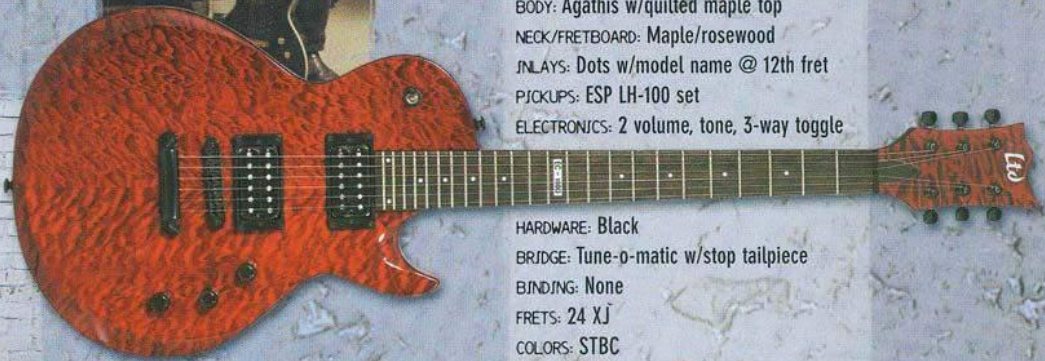 BODY: Agathis w/quilted maple top
NECK/FRETBOARD: Maple/rosewood
INLAYS: Dots w/model name @ 12th fret
PICKUPS: ESP LH-100 set
ELECTRONICS: 2 volume, tone, 3-way toggle
Ltd
HARDWARE: Black
BRIDGE: Tune-o-matic w/stop tailpiece
BINDING: None
FRETS: 24 XJ
COLORS: STBC